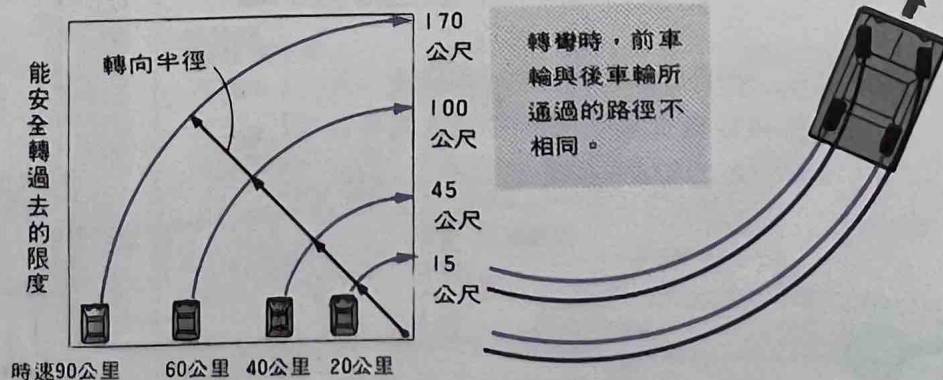 能安全轉過去的限度
轉向半徑
170
公尺
100
公尺
45
公尺
15
公尺
時速90公里
60公里
40公里
20公里
轉彎時，前車
輪與後車輪所
通過的路徑不
相同。